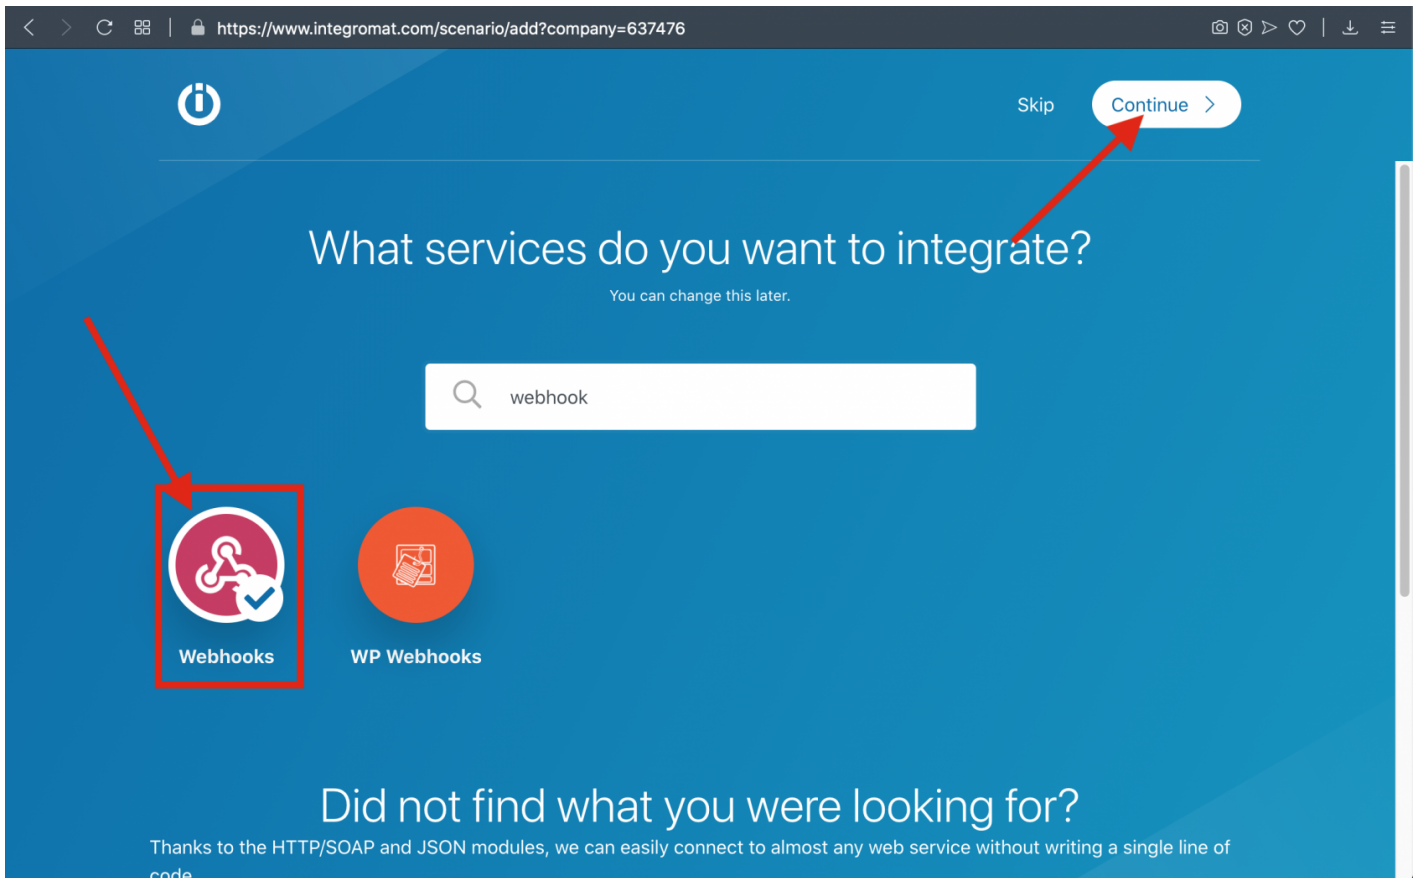 https://www.integromat.com/scenario/add?company=637476
Skip
Continue
What services do you want to integrate?
You can change this later.
webhook
Webhooks
WP Webhooks
Did not find what you were looking for?
Thanks to the HTTP/SOAP and JSON modules, we can easily connect to almost any web service without writing a single line of
code